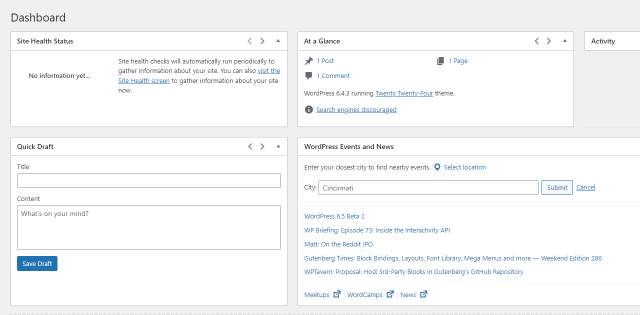 Dashboard
Site Health Status
No information yet...
Site health checks will automatically run periodically to
gather information about your site. You can also visit the
Site Health screen to gather information about your site
now.
At a Glance
1 Post
1 Page
1 Comment
WordPress 6.4.3 running Twenty Twenty-Four theme.
Search engines discouraged
Activity
Quick Draft
Title
Content
What's on your mind?
Save Draft
WordPress Events and News
Enter your closest city to find nearby events. Select location
City: Cincinnati Submit Cancel
WordPress 6.5 Beta 2
WP Briefing: Episode 73: Inside the Interactivity API
Matt: On the Reddit IPO
Gutenberg Times: Block Bindings, Layouts, Font Library, Mega Menus and more — Weekend Edition 286
WPTavern: Proposal: Host 3rd-Party Blocks in Gutenberg's GitHub Repository
Meetups | WordCamps | News